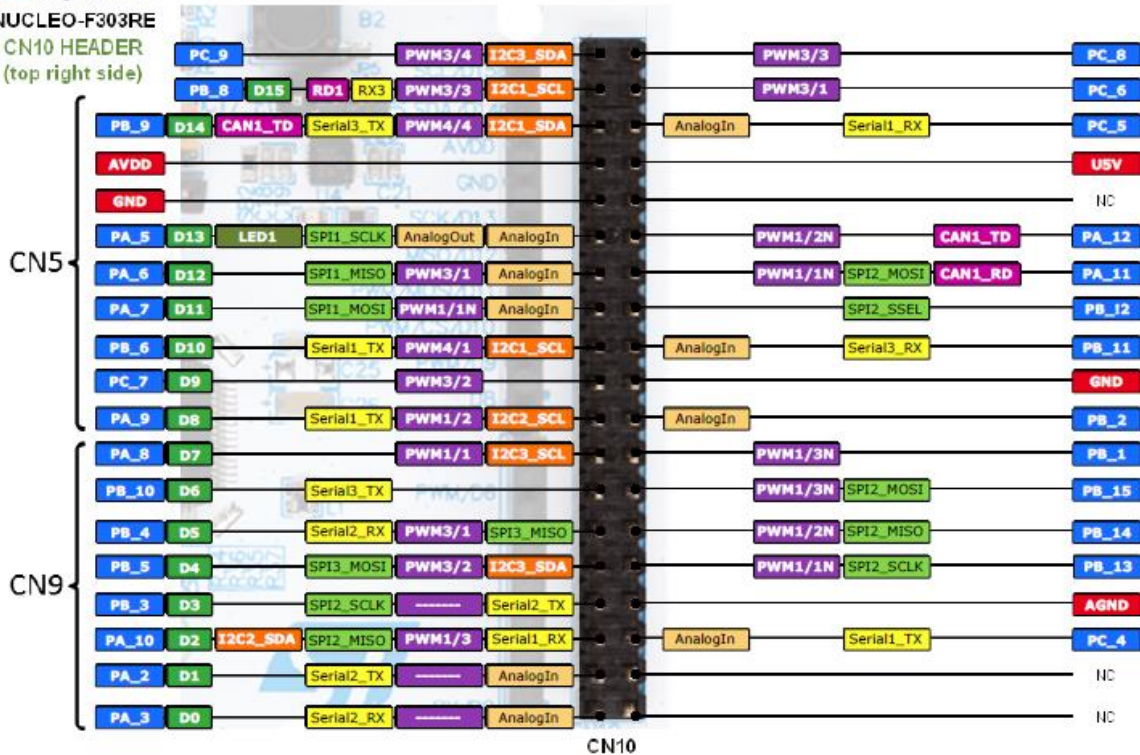 NUCLEO-F303RE
CN10 HEADER
(top right side)
B2
PC_9 PWM3/4 I2C3_SDA PWM3/3 PC_8
PB_8 D15 RD1 RX3 PWM3/3 I2C1_SCL PWM3/1 PC_6
PB_9 D14 CAN1_TD Serial3_TX PWM4/4 I2C1_SDA AnalogIn Serial1_RX PC_5
AVDD AVDD U5V
GND GND NC
PA_5 D13 LED1 SPI1_SCLK AnalogOut AnalogIn PWM1/2N CAN1_TD PA_12
CN5
PA_6 D12 SPI1_MISO PWM3/1 AnalogIn PWM1/1N SPI2_MOSI CAN1_RD PA_11
PA_7 D11 SPI1_MOSI PWM1/1N AnalogIn SPI2_SSEL PB_12
PB_6 D10 Serial1_TX PWM4/1 I2C1_SCL AnalogIn Serial3_RX PB_11
PC_7 D9 PWM3/2 GND
PA_9 D8 Serial1_TX PWM1/2 I2C2_SCL AnalogIn PB_2
PA_8 D7 PWM1/1 I2C3_SCL PWM1/3N PB_1
PB_10 D6 Serial3_TX PWM1/3N SPI2_MOSI PB_15
PB_4 D5 Serial2_RX PWM3/1 SPI3_MISO PWM1/2N SPI2_MISO PB_14
PB_5 D4 SPI3_MOSI PWM3/2 I2C3_SDA PWM1/1N SPI2_SCLK PB_13
CN9
PB_3 D3 SPI2_SCLK ------- Serial2_TX AGND
PA_10 D2 I2C2_SDA SPI2_MISO PWM1/3 Serial1_RX AnalogIn Serial1_TX PC_4
PA_2 D1 Serial2_TX ------- AnalogIn NC
PA_3 D0 Serial2_RX ------- AnalogIn NC
CN10